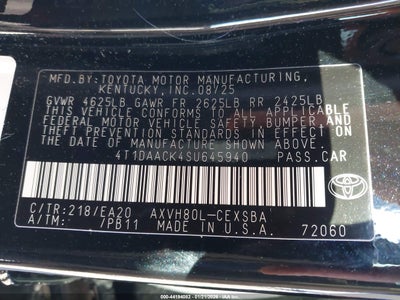 MFD.BY:TOYOTA MOTOR MANUFACTURING,
KENTUCKY,INC.08/25
GVWR 4625LB GAWR FR 2625LB RR 2425LB
THIS VEHICLE CONFORMS TO ALL APPLICABLE
FEDERAL MOTOR VEHICLE SAFETY, BUMPER, AND
THEFT PREVENTION STANDARDS IN EFFECT ON
THE DATE OF MANUFACTURE SHOWN ABOVE.
4T1DAACK4SU645940 PASS.CAR
C/TR:218/EA20 AXVH80L-CEXSBA
A/TM: /PB11 MADE IN U.S.A. 72060
TOYOTA